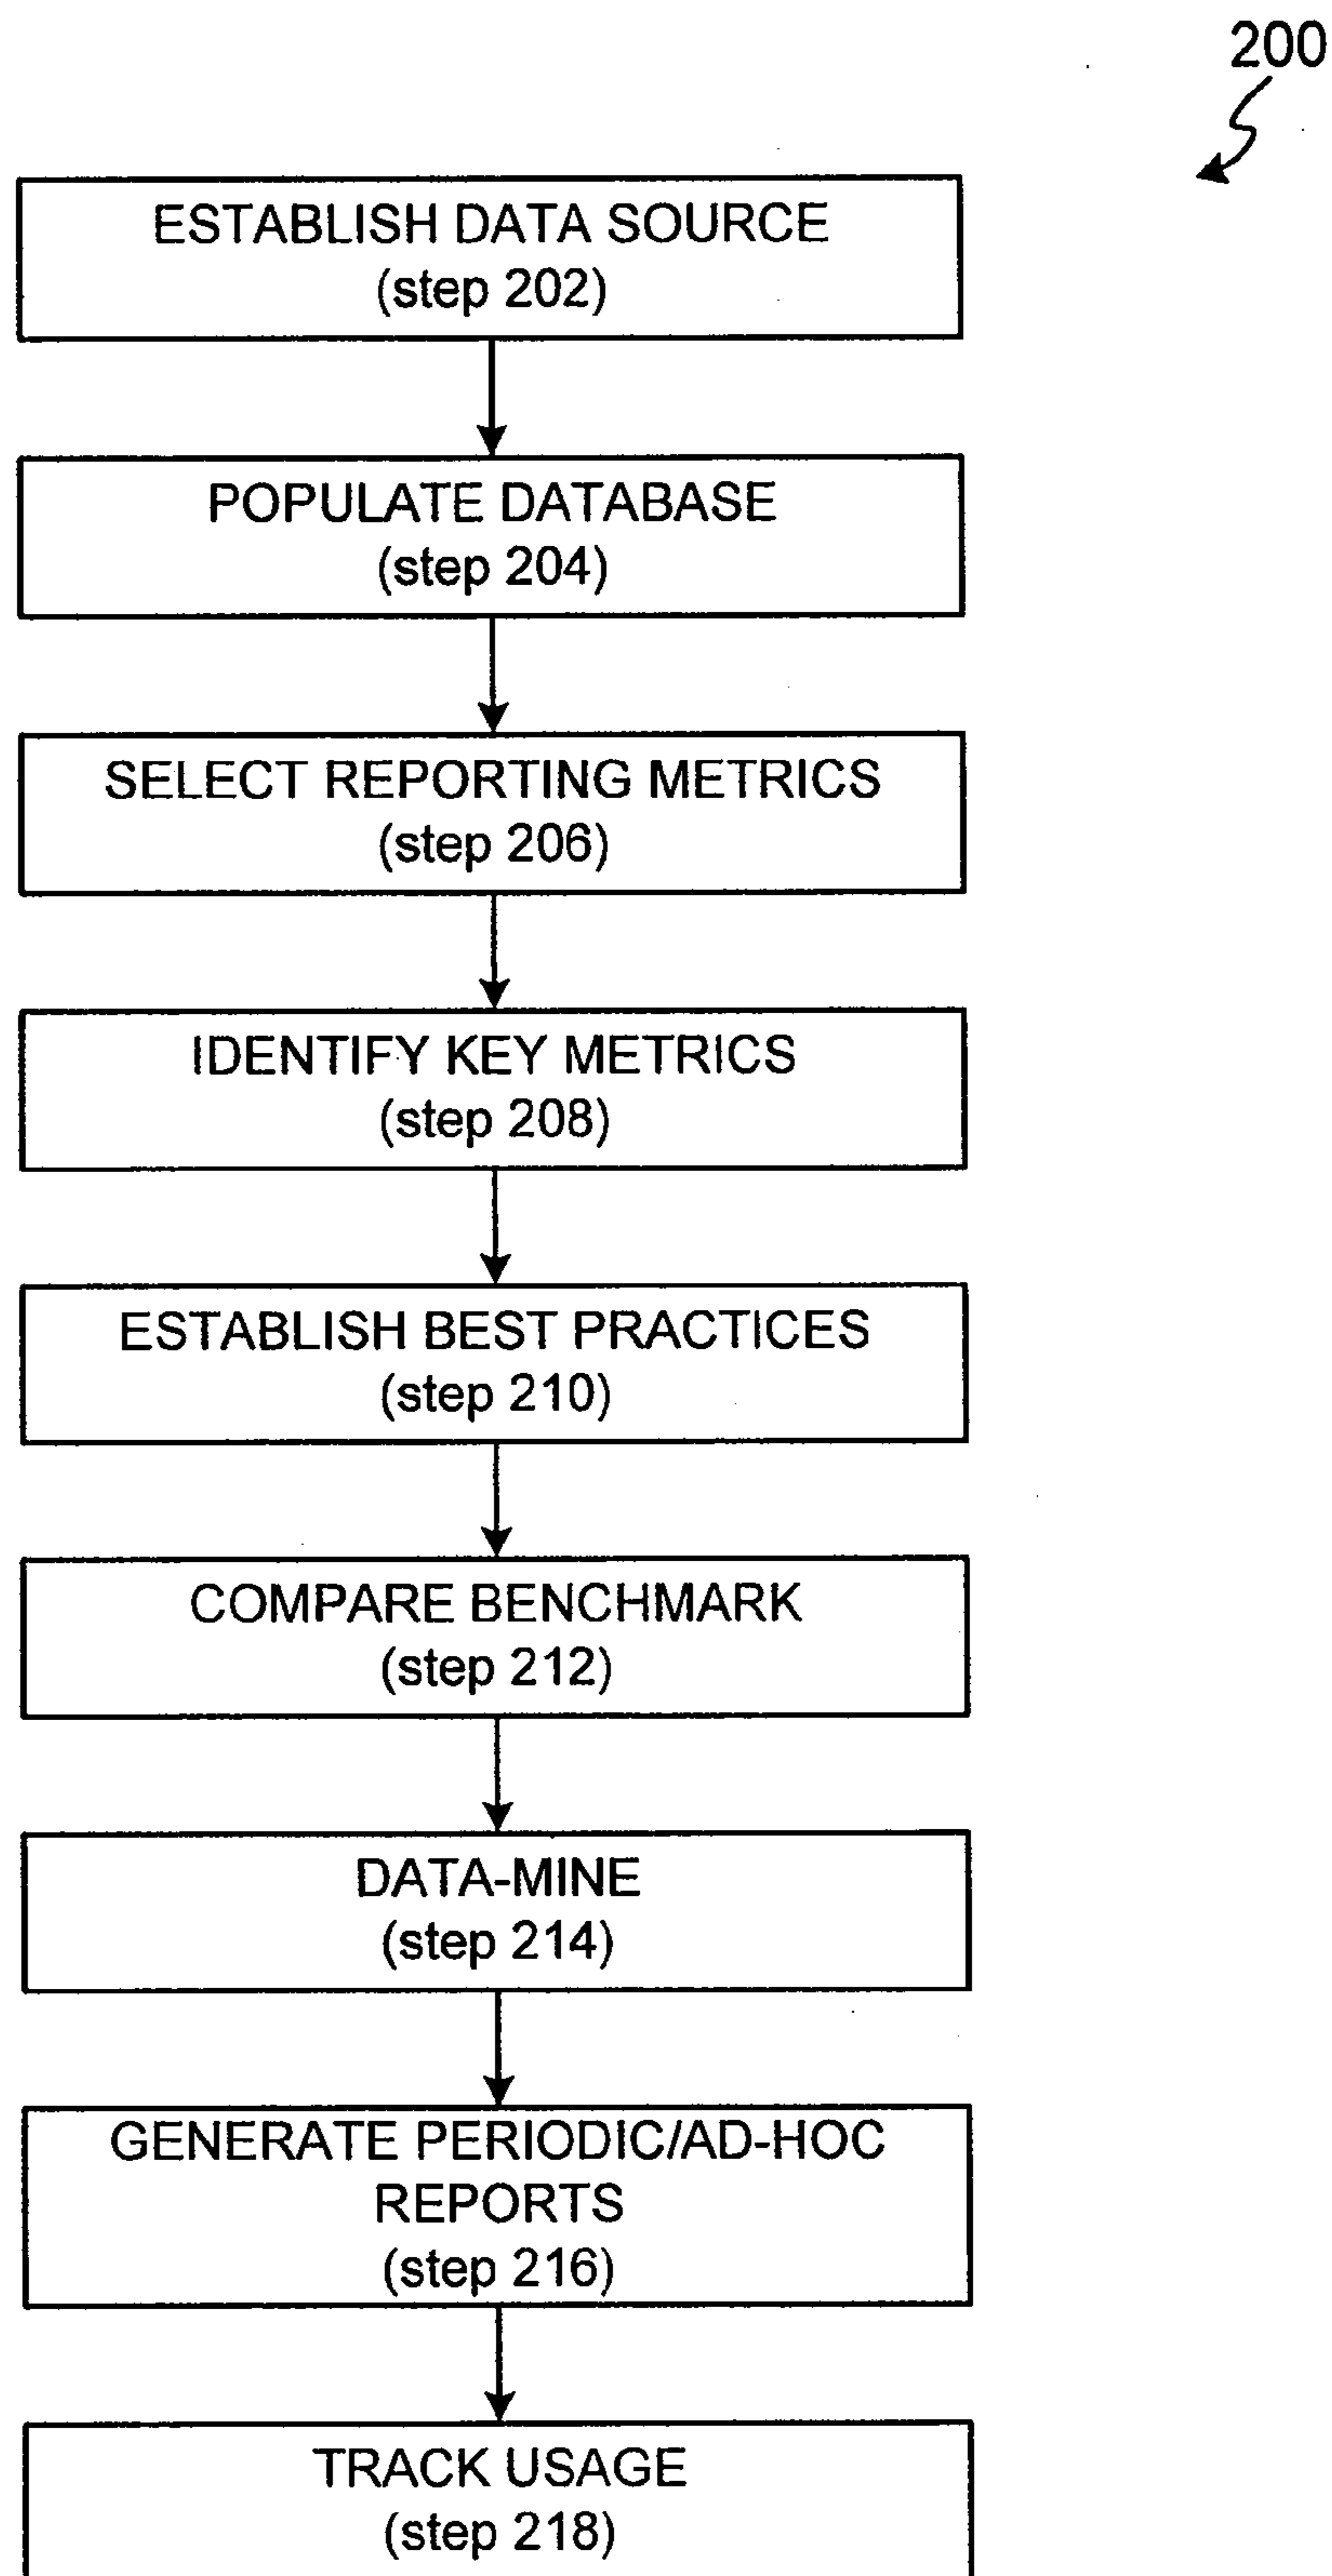 200
ESTABLISH DATA SOURCE
(step 202)
POPULATE DATABASE
(step 204)
SELECT REPORTING METRICS
(step 206)
IDENTIFY KEY METRICS
(step 208)
ESTABLISH BEST PRACTICES
(step 210)
COMPARE BENCHMARK
(step 212)
DATA-MINE
(step 214)
GENERATE PERIODIC/AD-HOC
REPORTS
(step 216)
TRACK USAGE
(step 218)